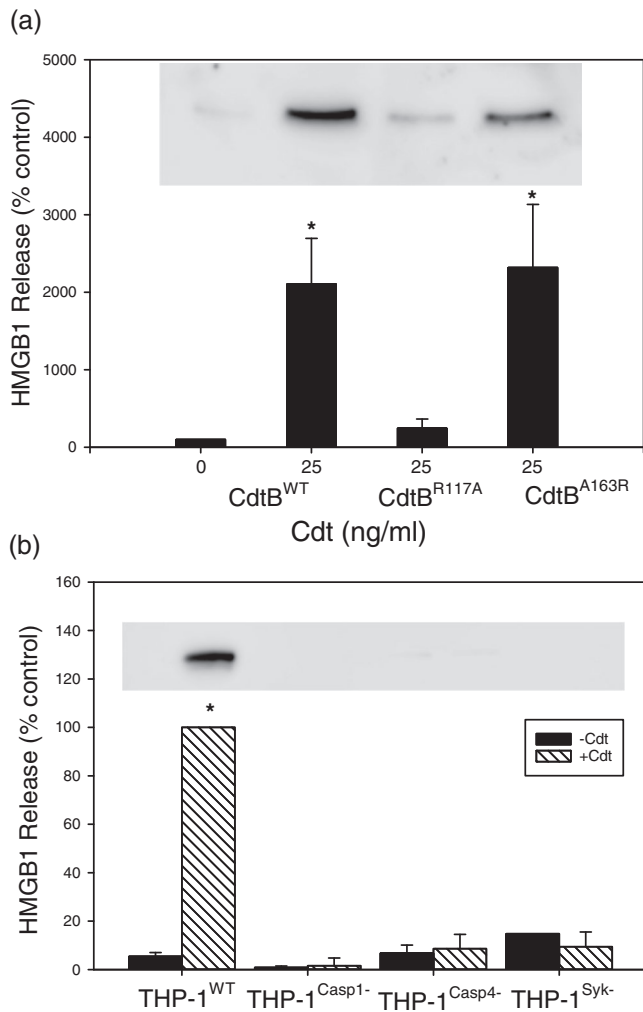 (a)
5000
4000
3000
2000
1000
0
HMGB1 Release (% control)
* *
0 25 25 25
CdtB^WT CdtB^R117A CdtB^A163R
Cdt (ng/ml)
(b)
160
140
120
100
80
60
40
20
0
HMGB1 Release (% control)
*
-Cdt
+Cdt
THP-1^WT THP-1^Casp1- THP-1^Casp4- THP-1^Syk-